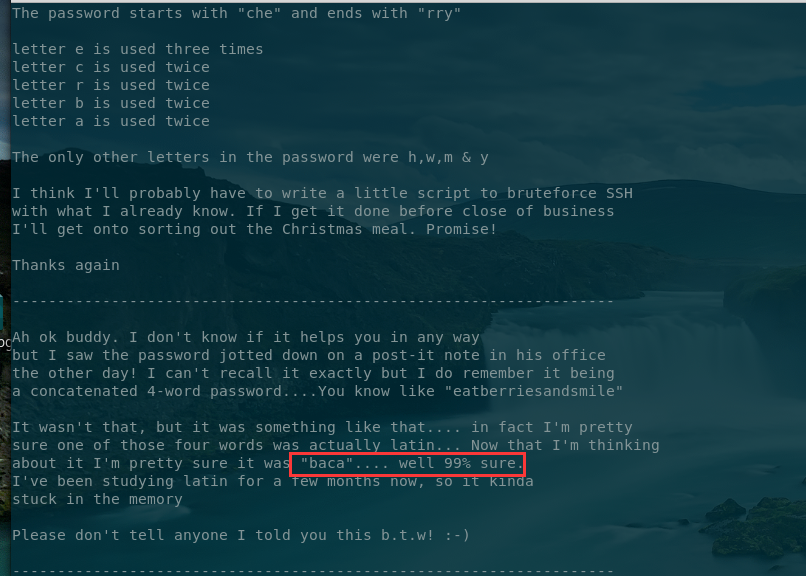 The password starts with "che" and ends with "rry"
letter e is used three times
letter c is used twice
letter r is used twice
letter b is used twice
letter a is used twice
The only other letters in the password were h,w,m & y
I think I'll probably have to write a little script to bruteforce SSH
with what I already know. If I get it done before close of business
I'll get onto sorting out the Christmas meal. Promise!
Thanks again
-------------------------------------------------------------------
Ah ok buddy. I don't know if it helps you in any way
but I saw the password jotted down on a post-it note in his office
the other day! I can't recall it exactly but I do remember it being
a concatenated 4-word password....You know like "eatberriesandsmile"
It wasn't that, but it was something like that.... in fact I'm pretty
sure one of those four words was actually latin... Now that I'm thinking
about it I'm pretty sure it was "baca".... well 99% sure.
I've been studying latin for a few months now, so it kinda
stuck in the memory
Please don't tell anyone I told you this b.t.w! :-)
-------------------------------------------------------------------